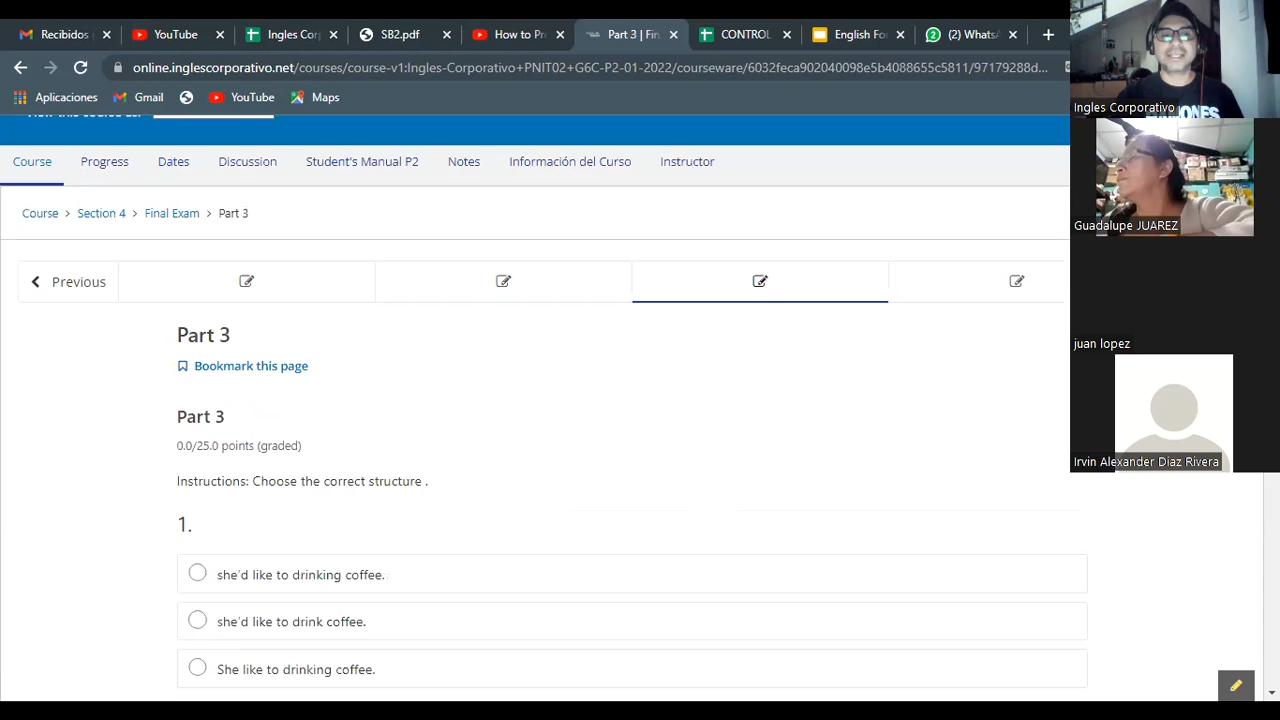 Recibidos
YouTube
Ingles Cor
SB2.pdf
How to Pr
Part 3 | Fin
CONTROL
English Fo
(2) Whats
online.inglescorporativo.net/courses/course-v1:Ingles-Corporativo+PNIT02+G6C-P2-01-2022/courseware/6032feca902040098e5b4088655c5811/97179288d...
Aplicaciones
Gmail
YouTube
Maps
Ingles Corporativo
Course
Progress
Dates
Discussion
Student's Manual P2
Notes
Información del Curso
Instructor
Course > Section 4 > Final Exam > Part 3
Guadalupe JUAREZ
Previous
Part 3
juan lopez
Bookmark this page
Part 3
0.0/25.0 points (graded)
Irvin Alexander Diaz Rivera
Instructions: Choose the correct structure .
1.
she'd like to drinking coffee.
she'd like to drink coffee.
She like to drinking coffee.